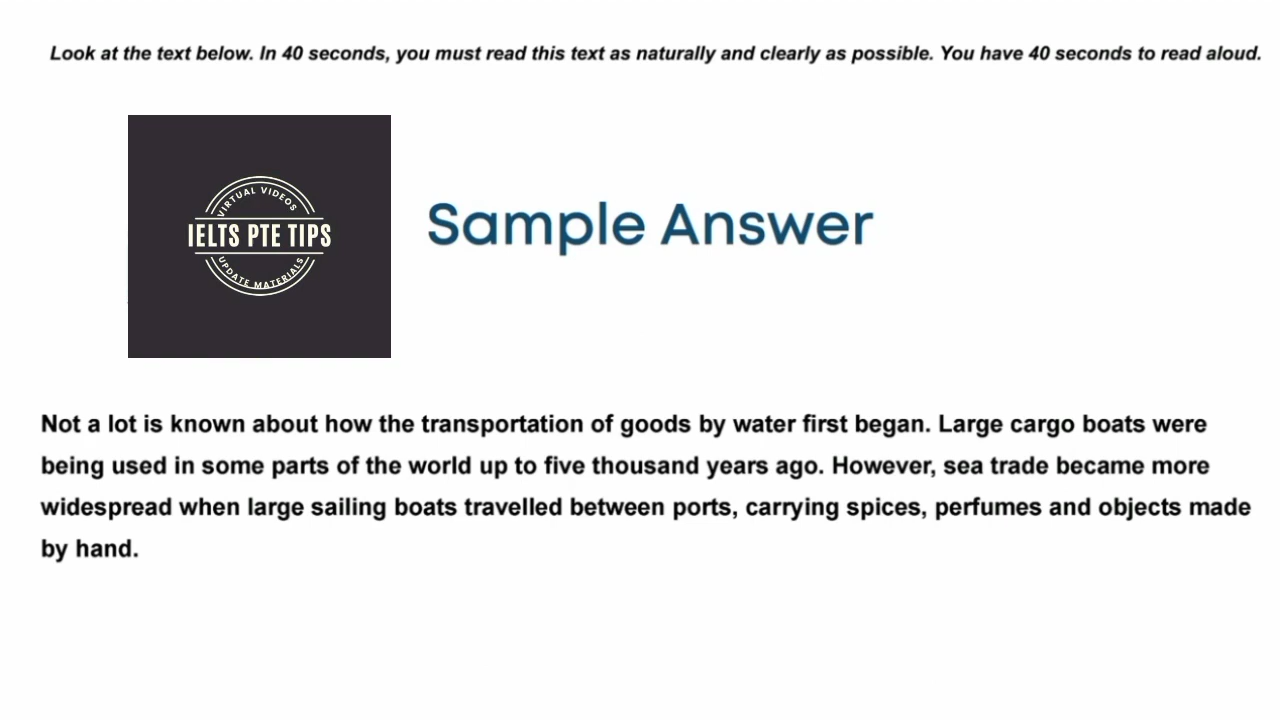 Look at the text below. In 40 seconds, you must read this text as naturally and clearly as possible. You have 40 seconds to read aloud.
VIRTUAL VIDEOS
IELTS PTE TIPS
UPDATE MATERIALS
Sample Answer
Not a lot is known about how the transportation of goods by water first began. Large cargo boats were
being used in some parts of the world up to five thousand years ago. However, sea trade became more
widespread when large sailing boats travelled between ports, carrying spices, perfumes and objects made
by hand.